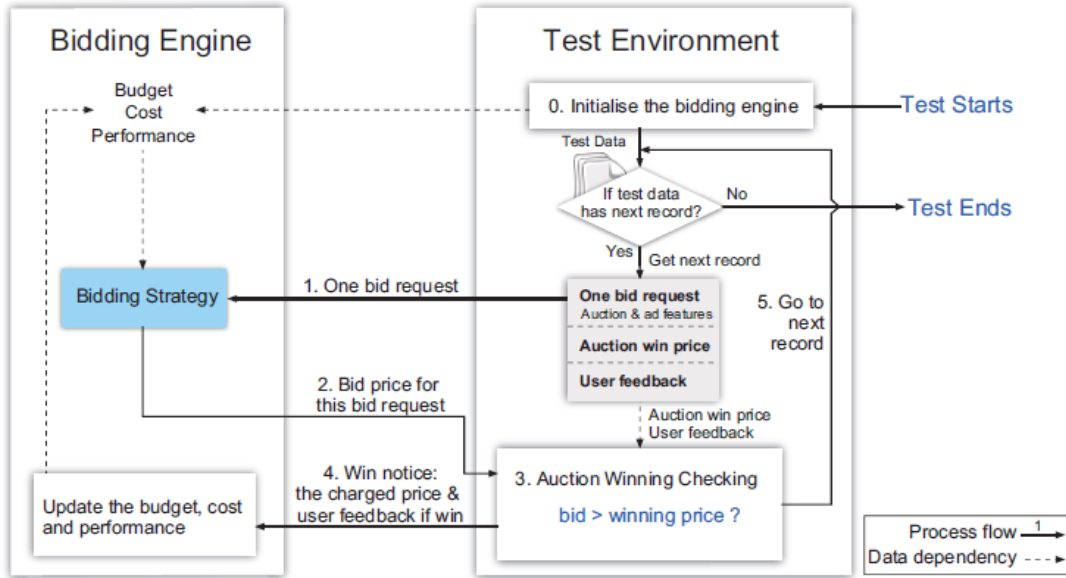 Bidding Engine
Test Environment
Budget
Cost
Performance
0. Initialise the bidding engine
Test Starts
Test Data
If test data
has next record?
No
Test Ends
Yes
Get next record
Bidding Strategy
1. One bid request
One bid request
Auction & ad features
Auction win price
User feedback
5. Go to
next
record
2. Bid price for
this bid request
Auction win price
User feedback
4. Win notice:
the charged price &
user feedback if win
3. Auction Winning Checking
bid > winning price ?
Update the budget, cost
and performance
Process flow 1
Data dependency